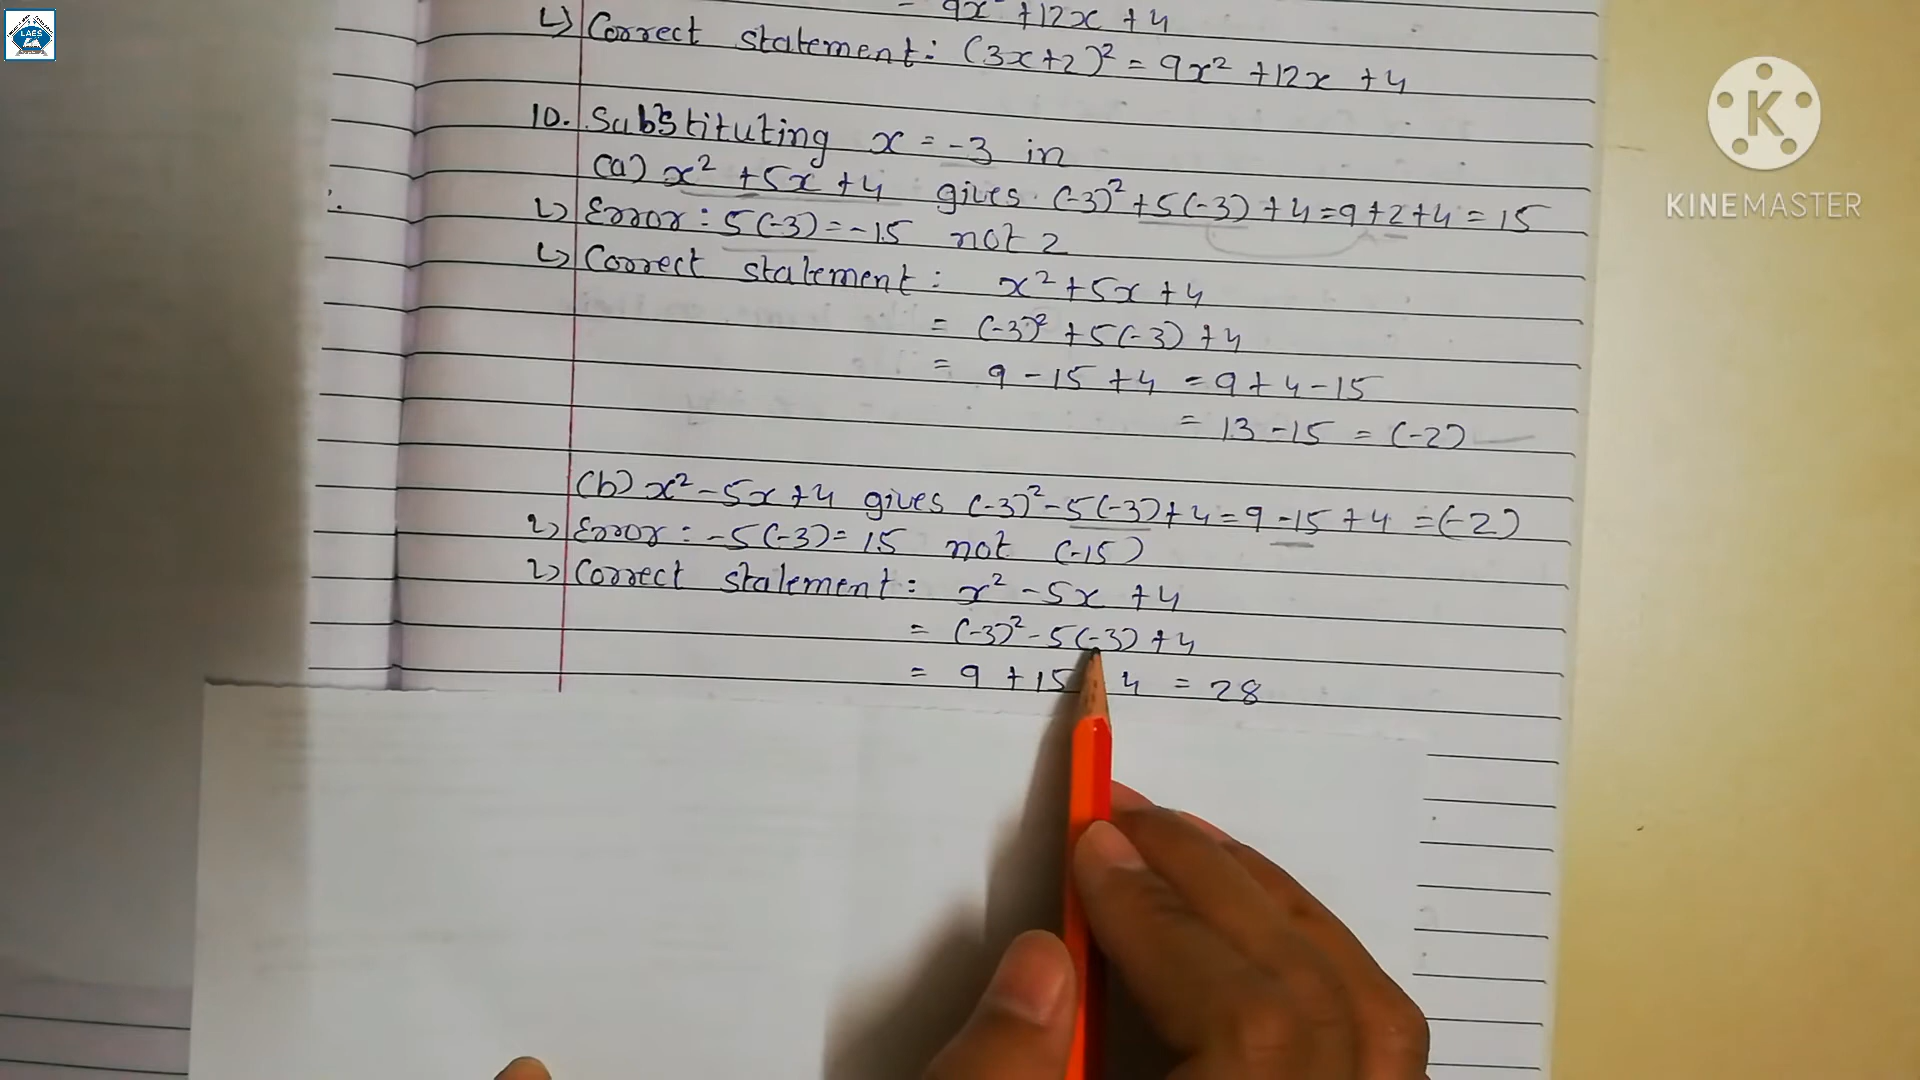 LAES
= 9x² + 12x + 4
Correct statement: (3x+2)² = 9x² + 12x + 4
10. Substituting x = -3 in
(a) x² + 5x + 4 gives (-3)² + 5(-3) + 4 = 9 + 2 + 4 = 15
Error: 5(-3) = -15 not 2
Correct statement: x² + 5x + 4
= (-3)² + 5(-3) + 4
= 9 - 15 + 4 = 9 + 4 - 15
= 13 - 15 = (-2)
(b) x² - 5x + 4 gives (-3)² - 5(-3) + 4 = 9 - 15 + 4 = (-2)
Error: -5(-3) = 15 not (-15)
Correct statement: x² - 5x + 4
= (-3)² - 5(-3) + 4
= 9 + 15 4 = 28
K
KINEMASTER